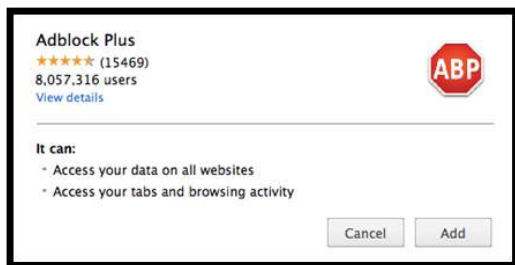 Adblock Plus
(15469)
8,057,316 users
View details
ABP
It can:
Access your data on all websites
Access your tabs and browsing activity
Cancel Add